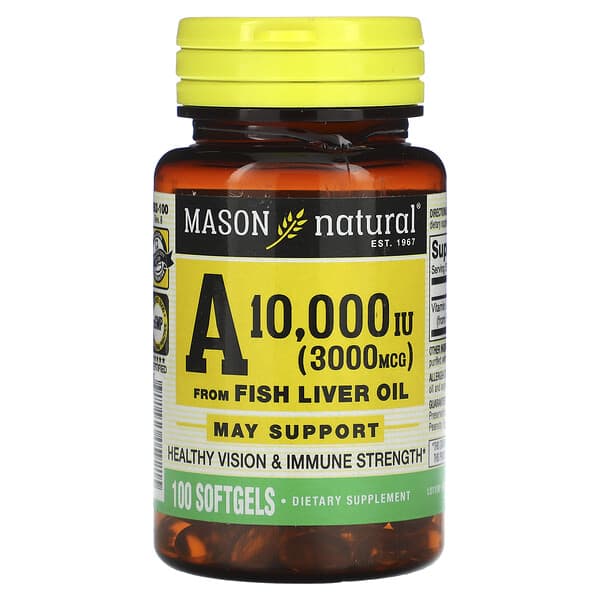 MASON natural®
EST. 1967
A 10,000 IU
(3000 MCG)
FROM FISH LIVER OIL
MAY SUPPORT
HEALTHY VISION & IMMUNE STRENGTH*
100 SOFTGELS • DIETARY SUPPLEMENT